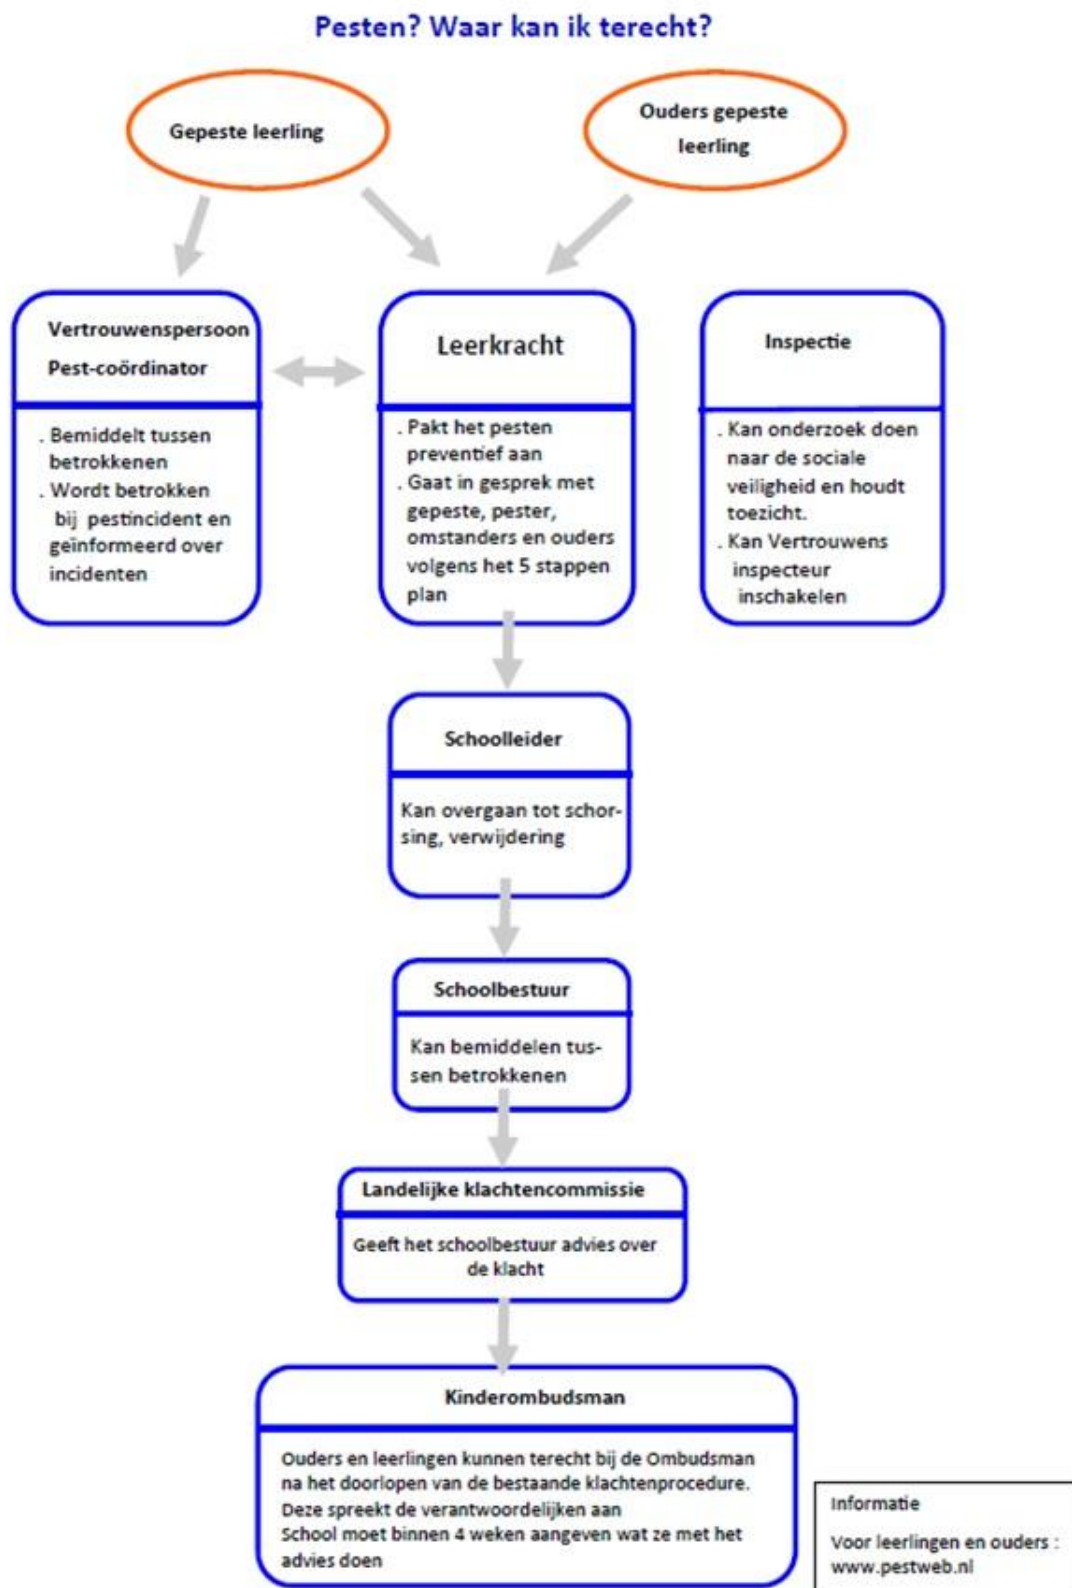 Pesten? Waar kan ik terecht?
Gepeste leerling
Ouders gepeste
leerling
Vertrouwenspersoon
Pest-coördinator
. Bemiddelt tussen
betrokkenen
. Wordt betrokken
bij pestincident en
geïnformeerd over
incidenten
Leerkracht
. Pakt het pesten
preventief aan
. Gaat in gesprek met
gepeste, pester,
omstanders en ouders
volgens het 5 stappen
plan
Inspectie
. Kan onderzoek doen
naar de sociale
veiligheid en houdt
toezicht.
. Kan Vertrouwens
inspecteur
inschakelen
Schoolleider
Kan overgaan tot schor-
sing, verwijdering
Schoolbestuur
Kan bemiddelen tus-
sen betrokkenen
Landelijke klachtencommissie
Geeft het schoolbestuur advies over
de klacht
Kinderombudsman
Ouders en leerlingen kunnen terecht bij de Ombudsman
na het doorlopen van de bestaande klachtenprocedure.
Deze spreekt de verantwoordelijken aan
School moet binnen 4 weken aangeven wat ze met het
advies doen
Informatie
Voor leerlingen en ouders :
www.pestweb.nl